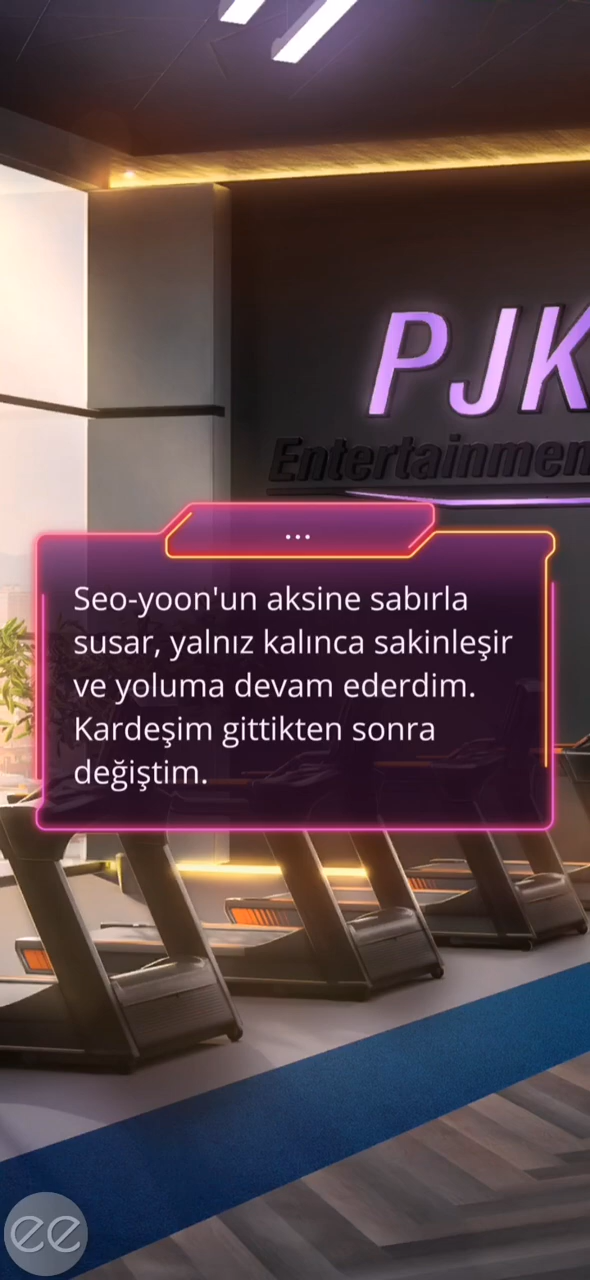 PJK
Entertainmen
...
Seo-yoon'un aksine sabırla
susar, yalnız kalınca sakinleşir
ve yoluma devam ederdim.
Kardeşim gittikten sonra
değiştim.
ee